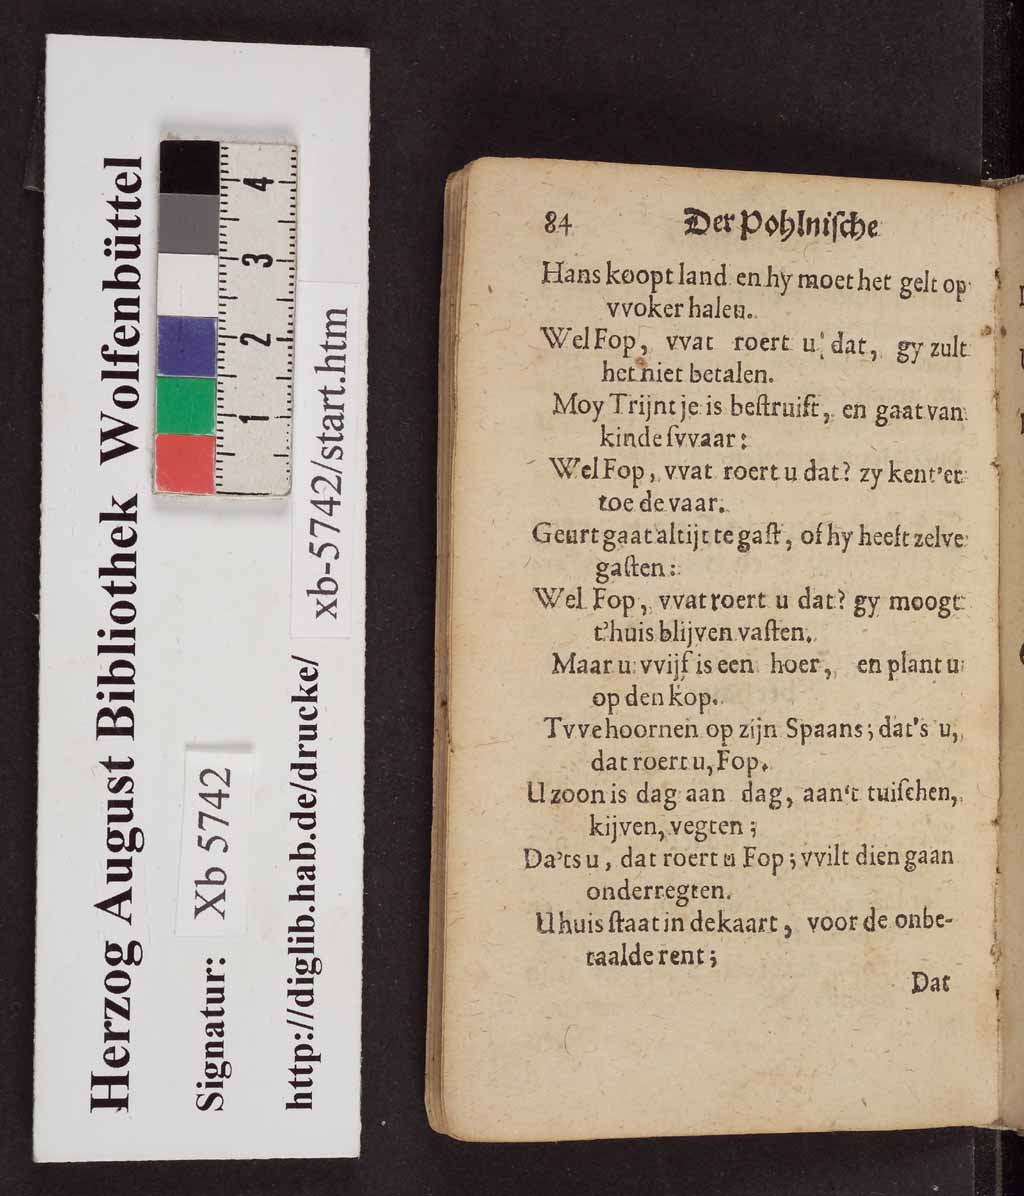 Herzog August Bibliothek Wolfenbüttel
Signatur: Xb 5742
http://diglib.hab.de/drucke/ xb-5742/start.htm
4
3
2
1
84 Der Pohlnische
Hans koopt land en hy moet het gelt op
vvoker halen.
Wel Fop, vvat roert u dat, gy zult
het niet betalen.
Moy Trijntje is beſtruift, en gaat van
kinde ſvvaar:
Wel Fop, vvat roert u dat? zy kent'er
toe de vaar.
Geurt gaat altijt te gaſt, of hy heeft zelve
gaſten:
Wel Fop, vvat roert u dat? gy moogt
t'huis blijven vaſten.
Maar u vvijf is een hoer, en plant u
op den kop.
Tvvehoornen op zijn Spaans; dat's u,
dat roert u, Fop.
U zoon is dag aan dag, aan't tuiſchen,
kijven, vegten;
Da'ts u, dat roert u Fop; vvilt dien gaan
onderregten.
U huis ſtaat in de kaart, voor de onbe-
taalde rent;
Dat